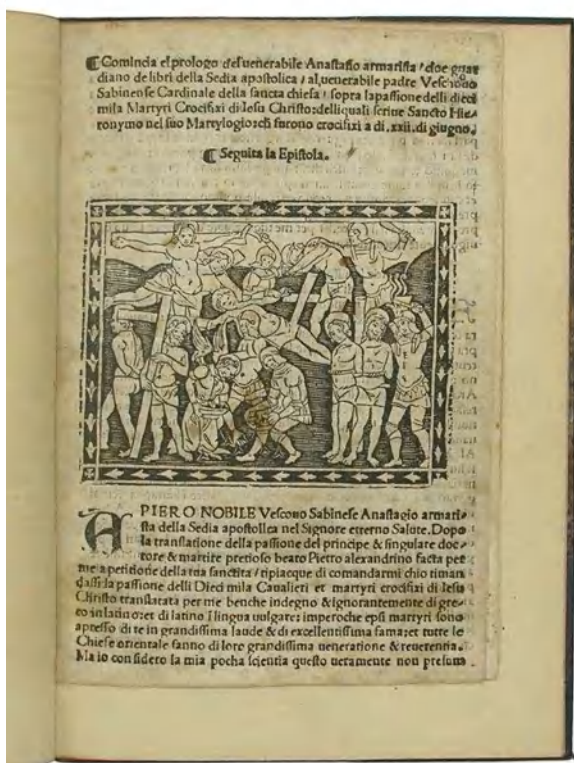 ¶ Comincia el prologo del uenerabile Anastasio armarista / cioe guar
diano de libri della Sedia apostolica / al uenerabile padre Vescouo
Sabinense Cardinale della sancta chiesa / sopra la passione delli dieci
mila Martyri Crocifixi di Iesu Christo: delliquali scriue Sancto Hie-
ronymo nel suo Martylogio: chi furono crocifixi a di .xxii. di giugno.
¶ Seguita la Epistola.
A PIERO NOBILE Vescouo Sabinese Anastagio armari-
sta della Sedia apostolica nel Signore etterno Salute. Dopo
la translatione della passione del principe & singulare doc-
tore & martire pretioso beato Pietro alexandrino facta per
me a petitione della tua sanctita / ti piacque di comandarmi chio riman
dassi la passione delli Dieci mila Caualieri et martyri crocifixi di Iesu
Christo translatata per me benche indegno & ignorantemente di gre-
co in latino: et di latino I lingua uulgare: imperoche epsi martyri sono
apresso di te in grandissima laude & di excellentissima fama: et tutte le
Chiese orientale fanno di loro grandissima ueneratione & reuerentia.
Ma io considero la mia pocha scientia questo ueramente non presum